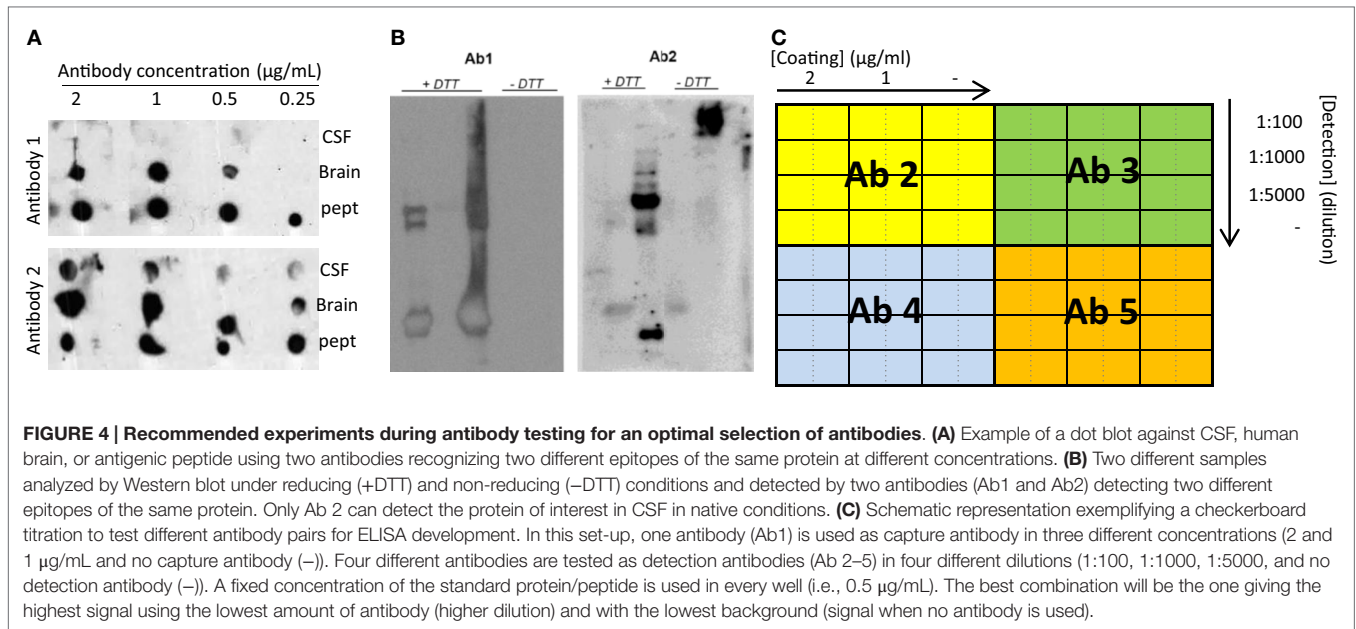 A
Antibody concentration (µg/mL)
2 1 0.5 0.25
Antibody 1
CSF
Brain
pept
Antibody 2
CSF
Brain
pept
B
Ab1
+ DTT - DTT
Ab2
+ DTT - DTT
C
[Coating] (µg/ml)
2 1 -
Ab 2
Ab 3
Ab 4
Ab 5
1:100
1:1000
1:5000
-
[Detection] (dilution)
FIGURE 4 | Recommended experiments during antibody testing for an optimal selection of antibodies. (A) Example of a dot blot against CSF, human
brain, or antigenic peptide using two antibodies recognizing two different epitopes of the same protein at different concentrations. (B) Two different samples
analyzed by Western blot under reducing (+DTT) and non-reducing (−DTT) conditions and detected by two antibodies (Ab1 and Ab2) detecting two different
epitopes of the same protein. Only Ab 2 can detect the protein of interest in CSF in native conditions. (C) Schematic representation exemplifying a checkerboard
titration to test different antibody pairs for ELISA development. In this set-up, one antibody (Ab1) is used as capture antibody in three different concentrations (2 and
1 µg/mL and no capture antibody (−)). Four different antibodies are tested as detection antibodies (Ab 2–5) in four different dilutions (1:100, 1:1000, 1:5000, and no
detection antibody (−)). A fixed concentration of the standard protein/peptide is used in every well (i.e., 0.5 µg/mL). The best combination will be the one giving the
highest signal using the lowest amount of antibody (higher dilution) and with the lowest background (signal when no antibody is used).